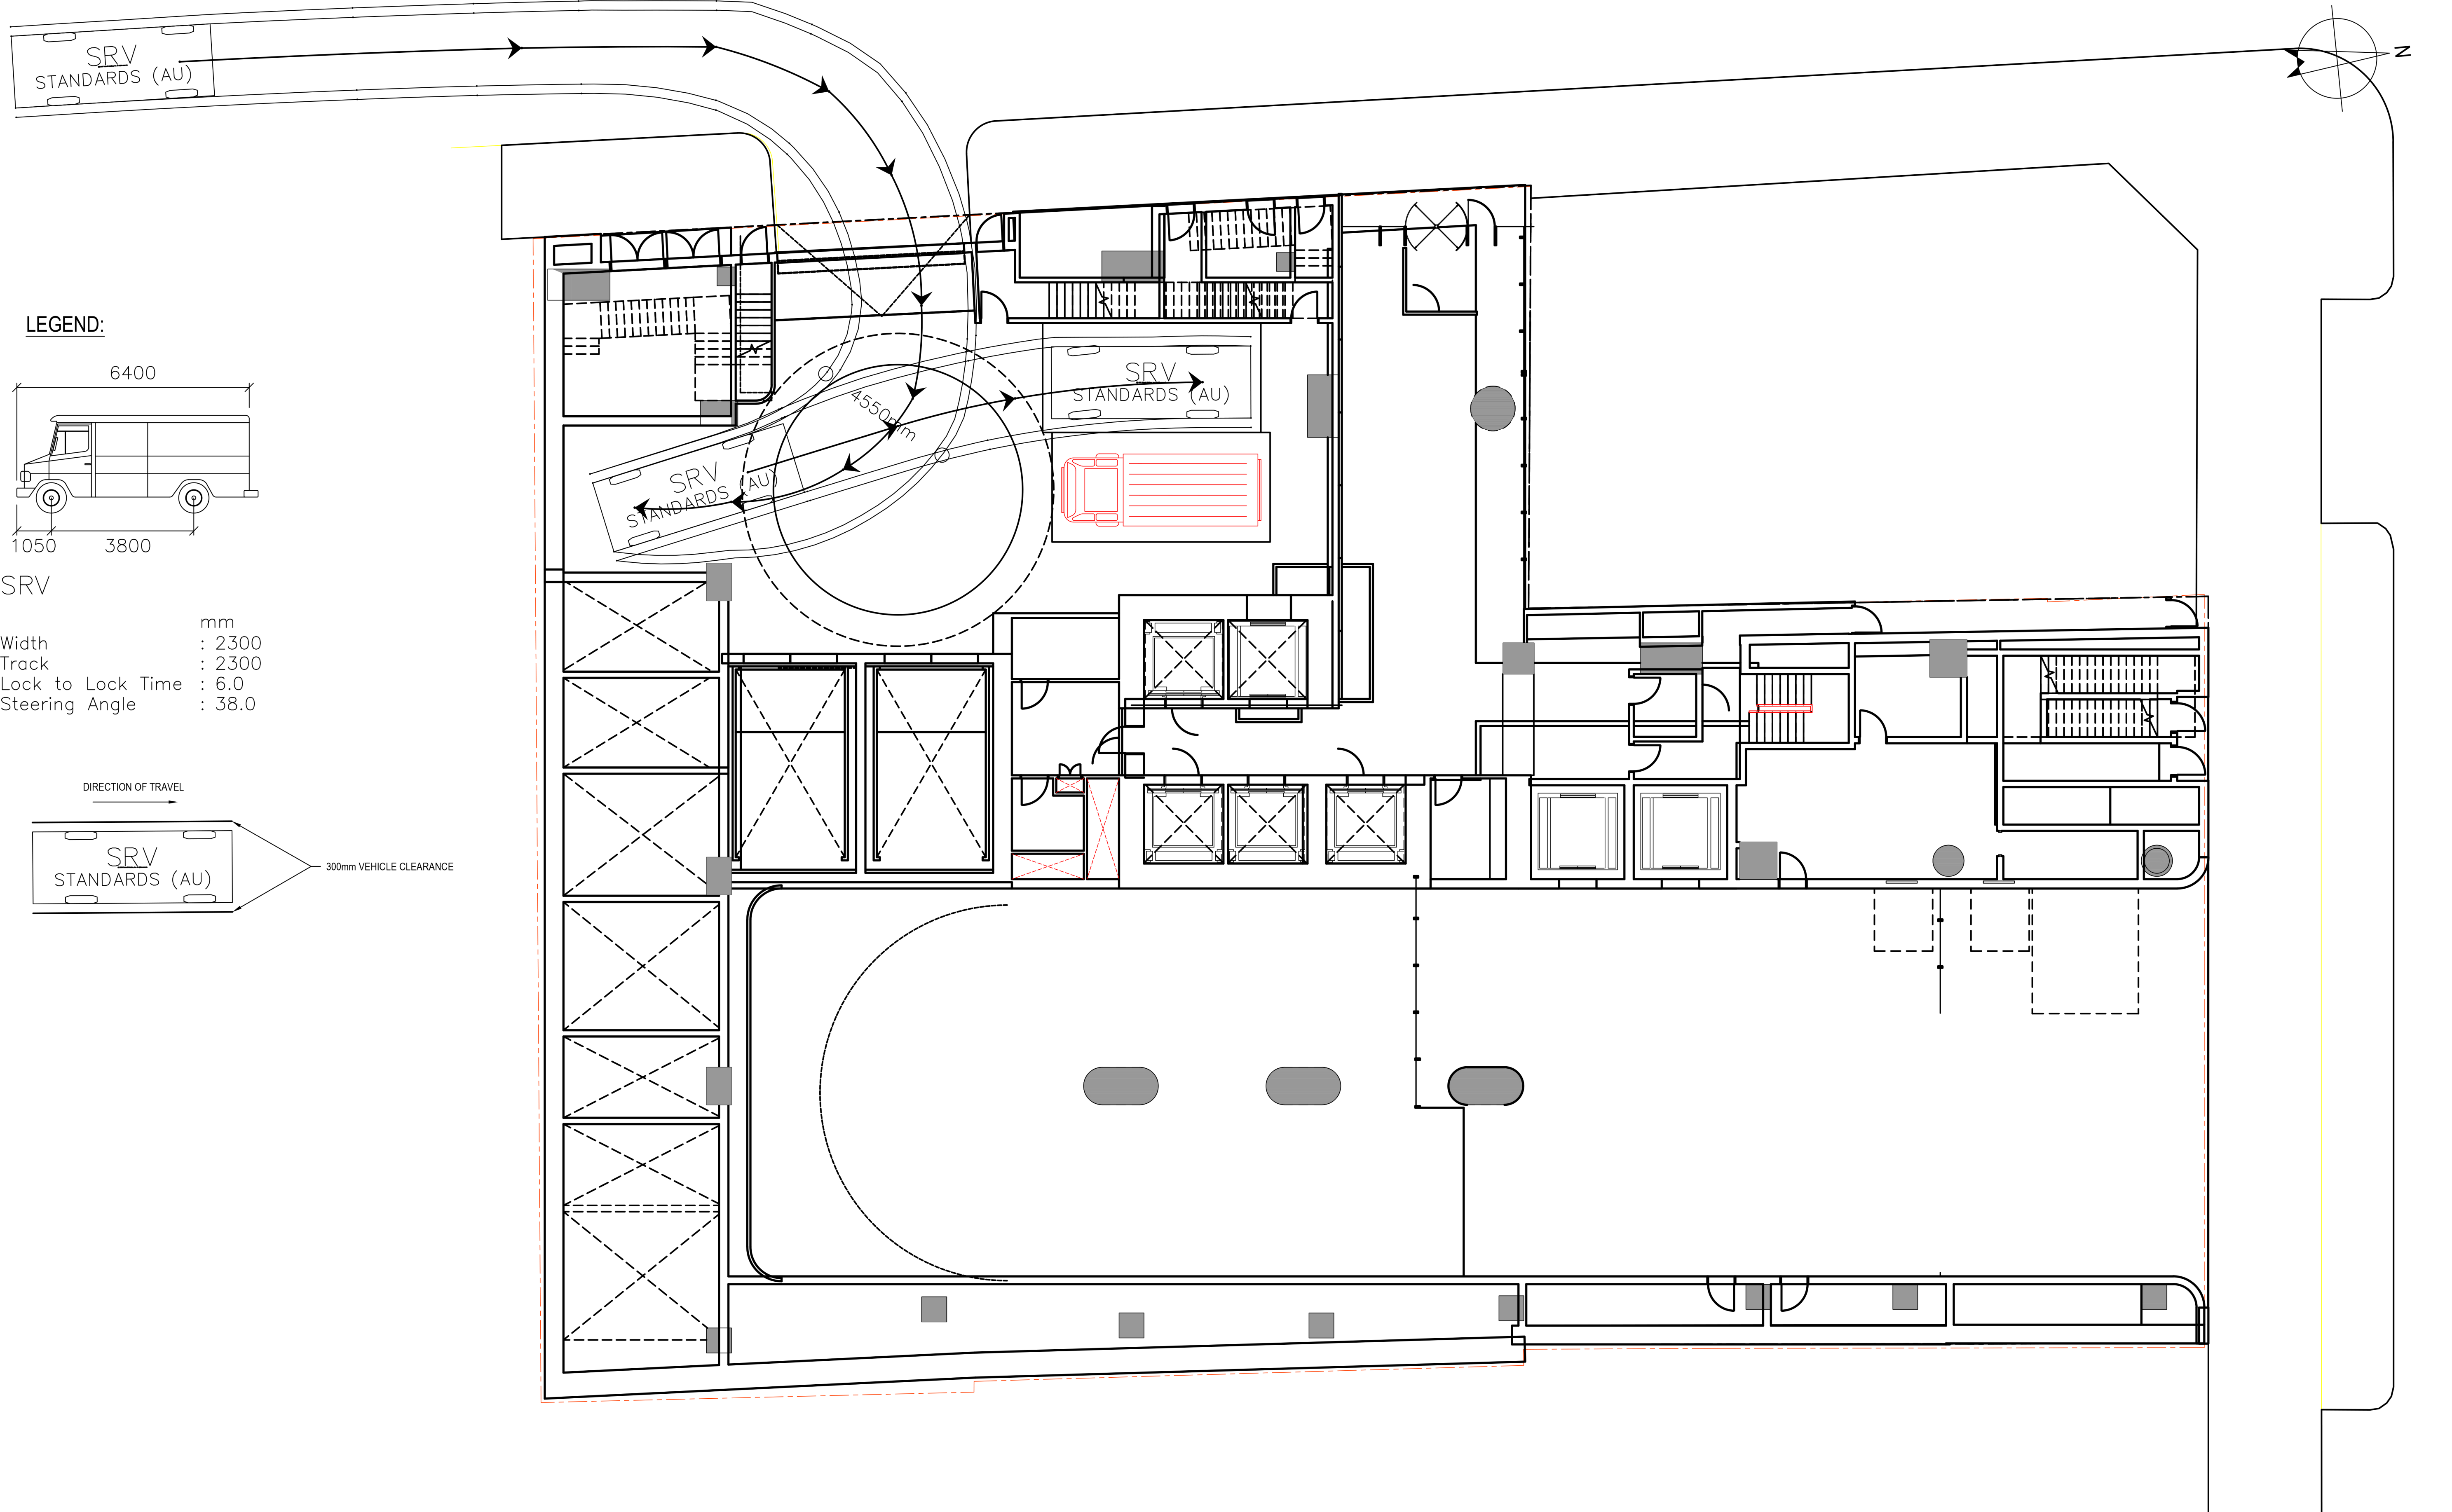 SRV
STANDARDS (AU)
N
LEGEND:
6400
1050
3800
SRV
mm
Width : 2300
Track : 2300
Lock to Lock Time : 6.0
Steering Angle : 38.0
DIRECTION OF TRAVEL
SRV
STANDARDS (AU)
300mm VEHICLE CLEARANCE
SRV
STANDARDS (AU)
4550mm
SRV
STANDARDS (AU)